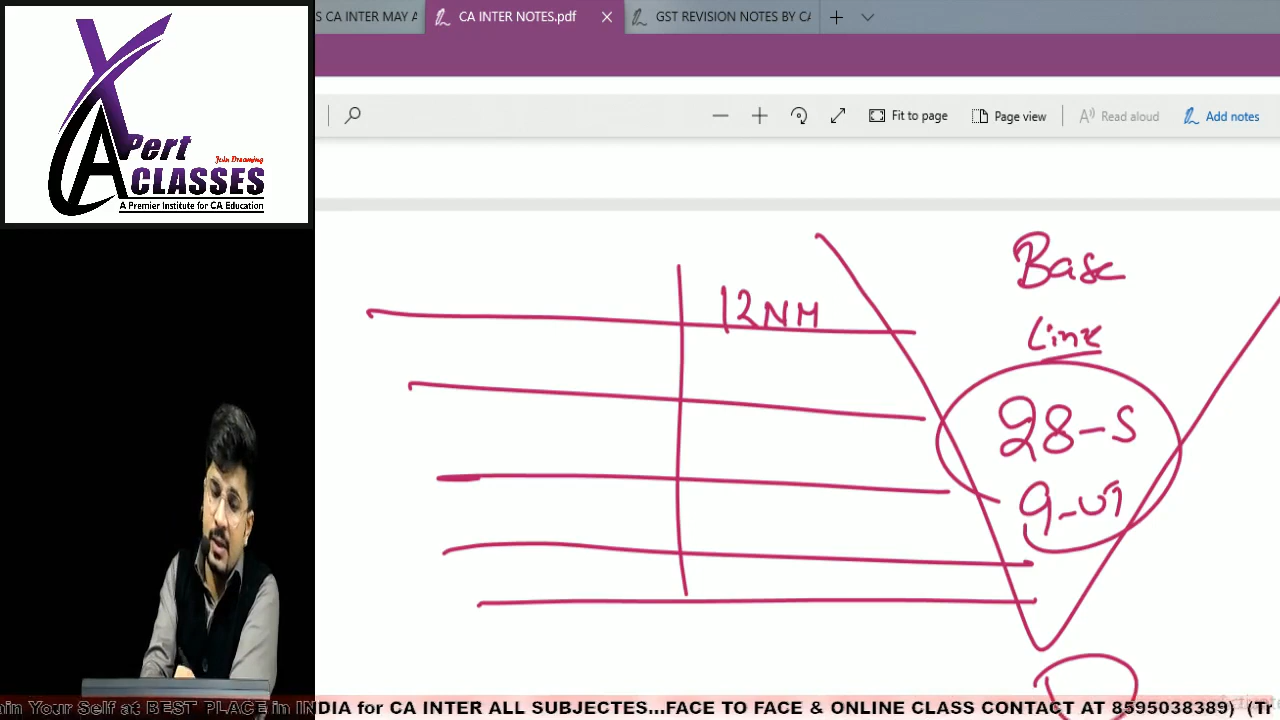 S CA INTER MAY A
CA INTER NOTES.pdf
GST REVISION NOTES BY CA
Fit to page
Page view
Read aloud
Add notes
XPert
Join Dreaming
CA CLASSES
A Premier Institute for CA Education
Base
Line
12NM
28-S
9-UT
ain Your Self at BEST PLACE in INDIA for CA INTER ALL SUBJECTES...FACE TO FACE & ONLINE CLASS CONTACT AT 8595038389) (Tr